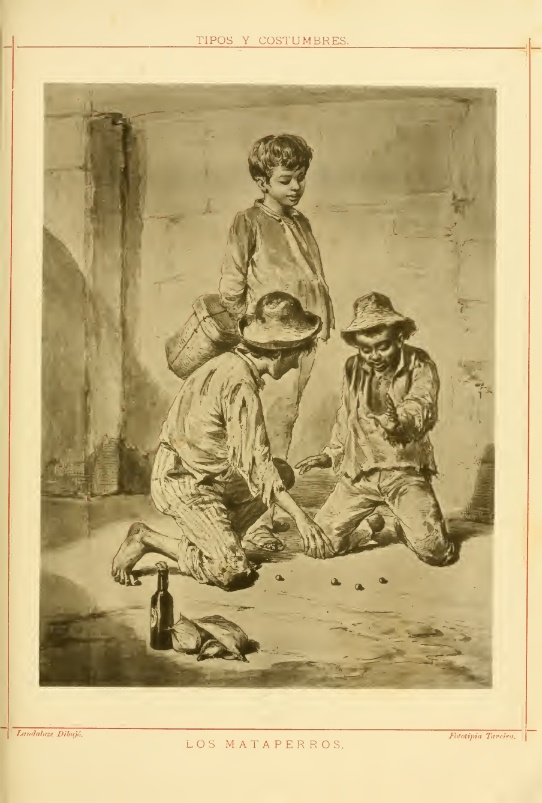 TIPOS Y COSTUMBRES.
Landaluze Dibujó.
Fototipia Taveira.
LOS MATAPERROS.